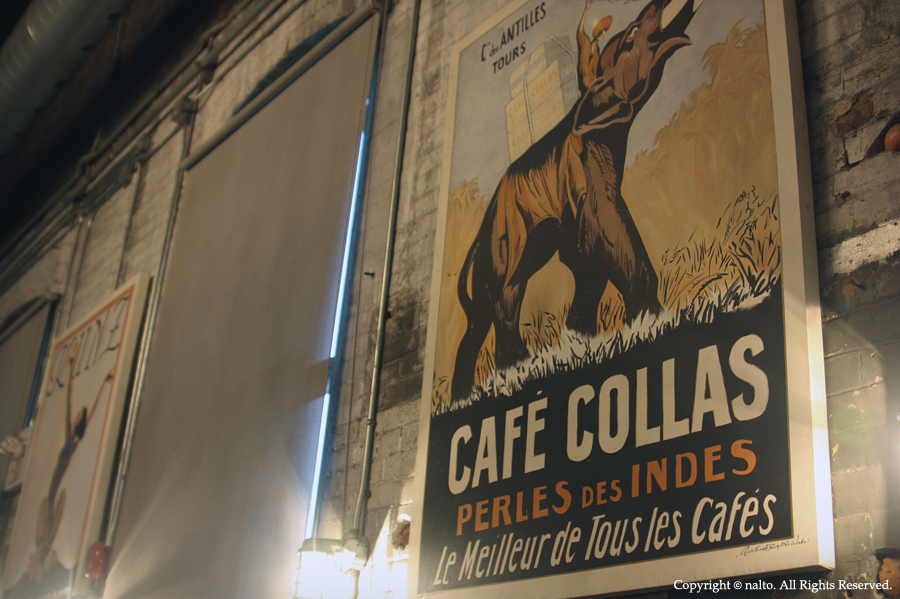 Cie des ANTILLES
TOURS
CAFÉ COLLAS
PERLES DES INDES
Le Meilleur de Tous les Cafés
Copyright © nalto. All Rights Reserved.